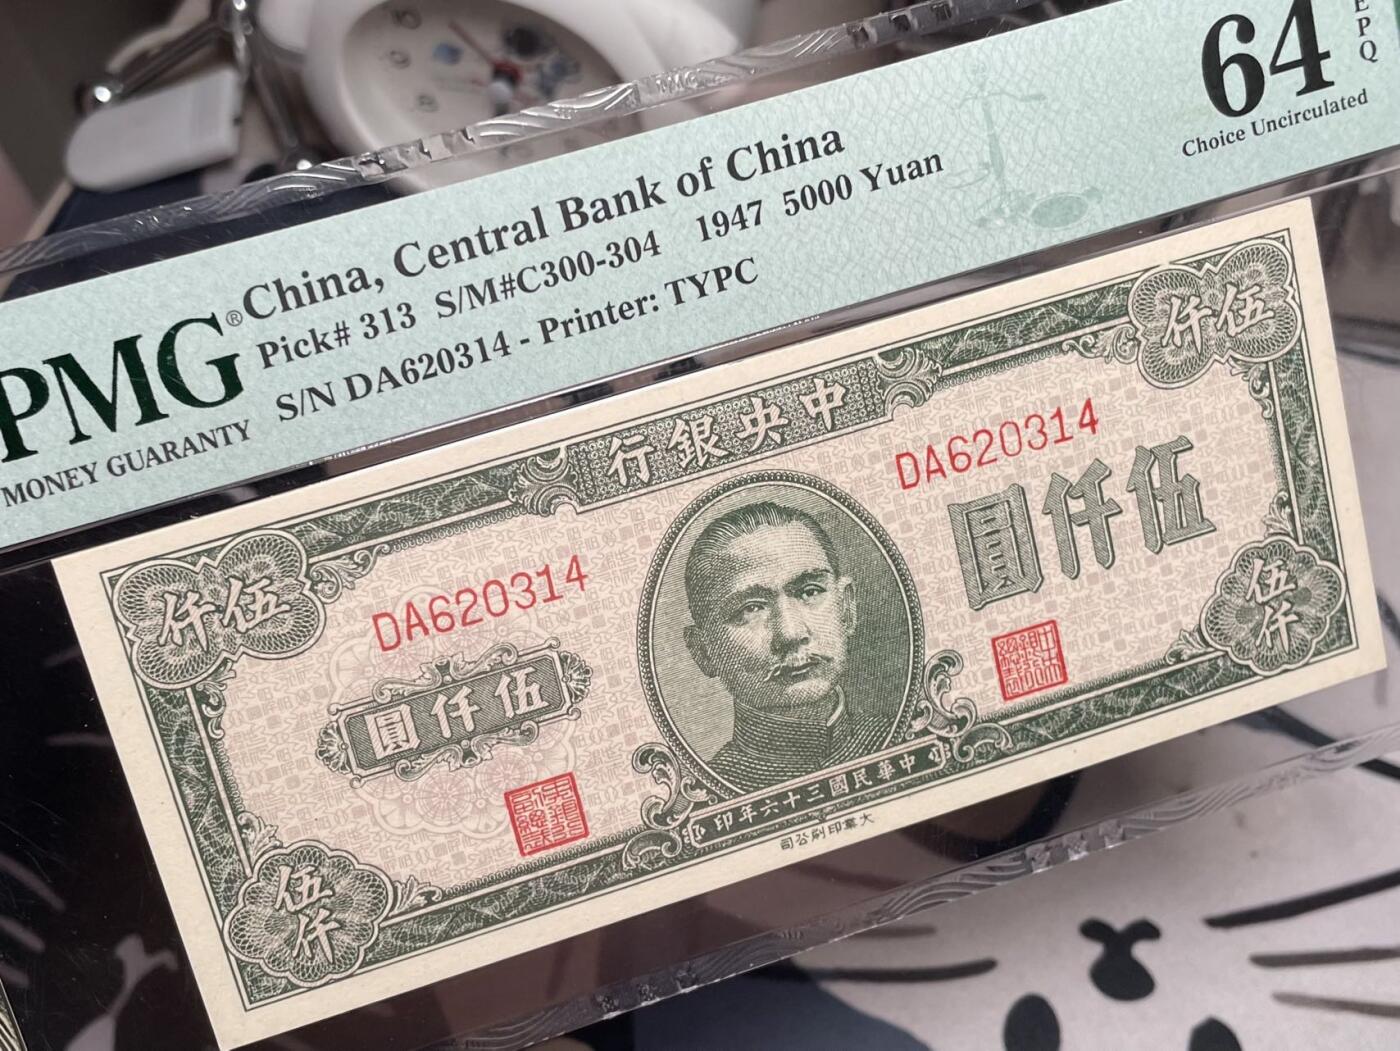 64
EPQ
Choice Uncirculated
China, Central Bank of China
Pick# 313 S/M#C300-304 1947 5000 Yuan
S/N DA620314 - Printer: TYPC
PMG®
MONEY GUARANTY
行銀央中
仟伍
仟伍
DA620314
DA620314
圓仟伍
圓仟伍
伍仟
伍仟
印年六十三國民華中
司公刷印業大